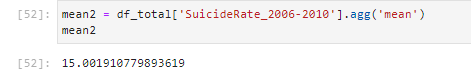 [52]: mean2 = df_total['SuicideRate_2006-2010'].agg('mean')
mean2
[52]: 15.001910779893619